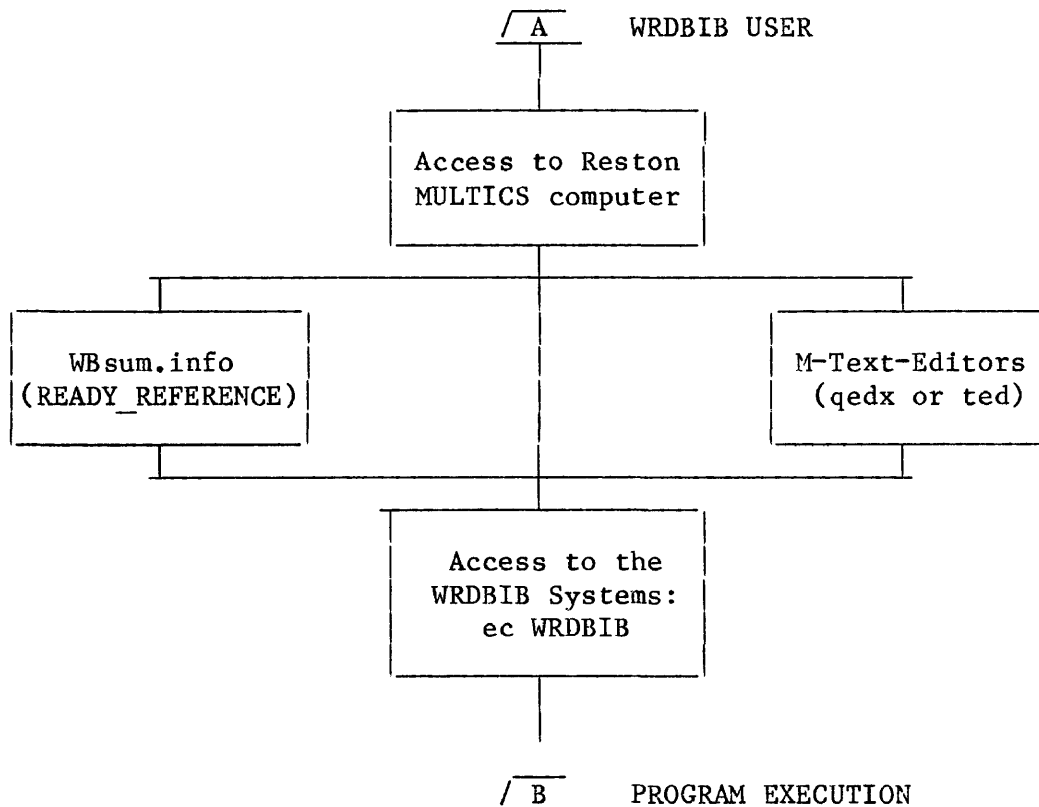 A WRDBIB USER
Access to Reston
MULTICS computer
WBsum.info
(READY_REFERENCE)
M-Text-Editors
(qedx or ted)
Access to the
WRDBIB Systems:
ec WRDBIB
B PROGRAM EXECUTION